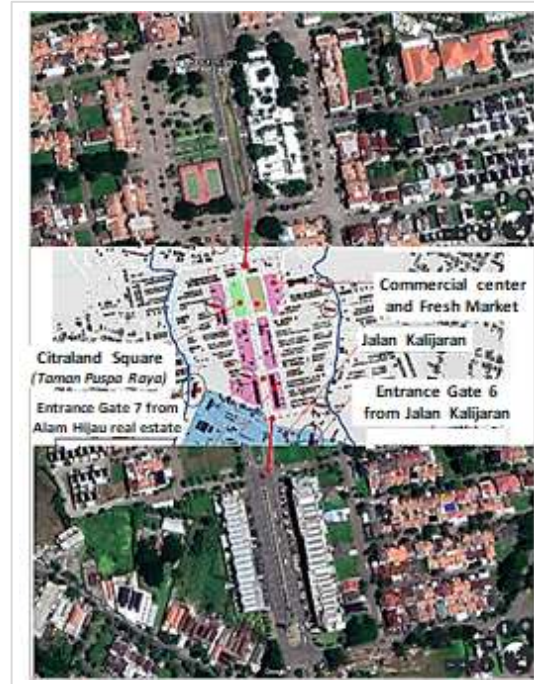 Commercial center
and Fresh Market
Jalan Kalijaran
Citraland Square
(Taman Puspa Raya)
Entrance Gate 7 from
Alam Hijau real estate
Entrance Gate 6
from Jalan Kalijaran
Google